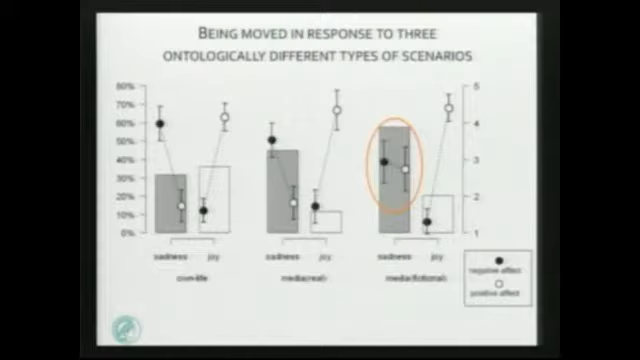 BEING MOVED IN RESPONSE TO THREE
ONTOLOGICALLY DIFFERENT TYPES OF SCENARIOS
80%
70%
60%
50%
40%
30%
20%
10%
0%
5
4
3
2
1
sadness joy sadness joy sadness joy
own-life media(real) media(fictional)
negative affect
positive affect